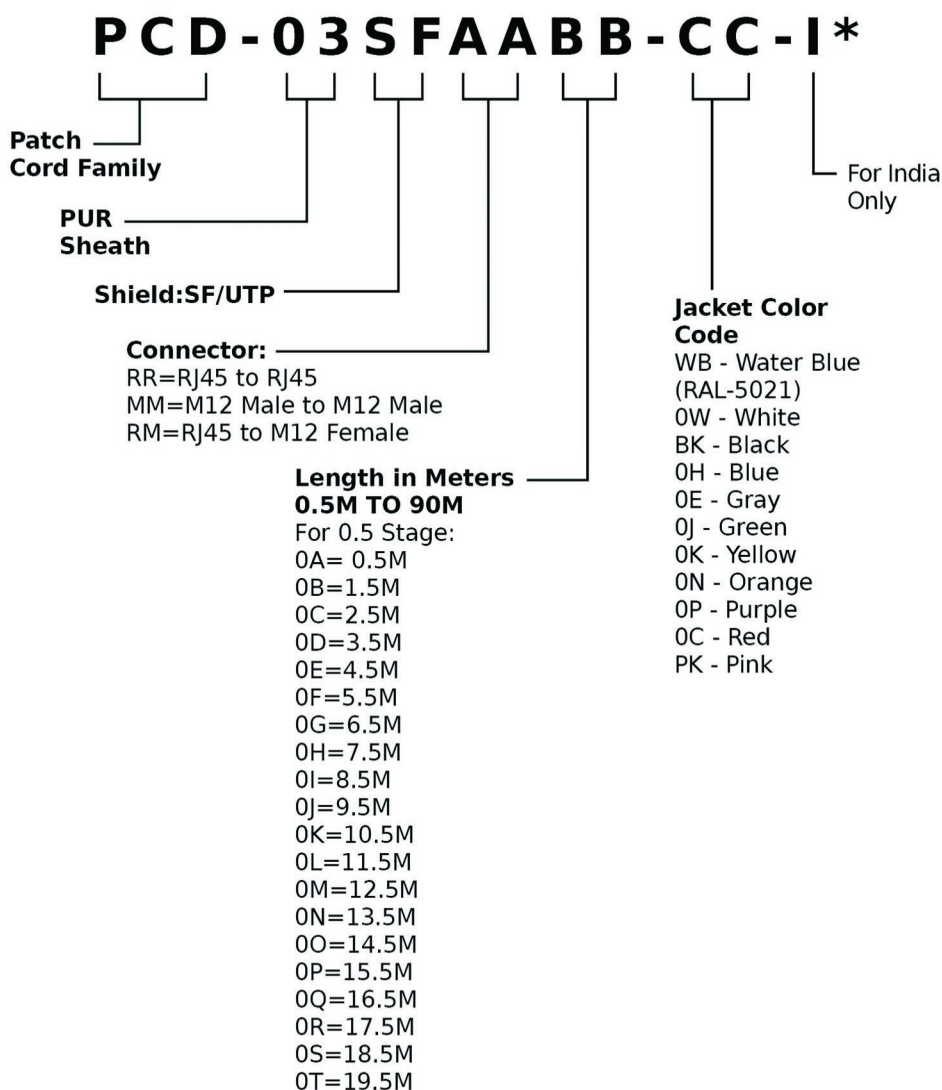 PCD-03SFAABB-CC-I*
Patch
Cord Family
For India
Only
PUR
Sheath
Shield:SF/UTP
Connector:
RR=RJ45 to RJ45
MM=M12 Male to M12 Male
RM=RJ45 to M12 Female
Length in Meters
0.5M TO 90M
For 0.5 Stage:
0A= 0.5M
0B=1.5M
0C=2.5M
0D=3.5M
0E=4.5M
0F=5.5M
0G=6.5M
0H=7.5M
0I=8.5M
0J=9.5M
0K=10.5M
0L=11.5M
0M=12.5M
0N=13.5M
0O=14.5M
0P=15.5M
0Q=16.5M
0R=17.5M
0S=18.5M
0T=19.5M
Jacket Color
Code
WB - Water Blue
(RAL-5021)
0W - White
BK - Black
0H - Blue
0E - Gray
0J - Green
0K - Yellow
0N - Orange
0P - Purple
0C - Red
PK - Pink